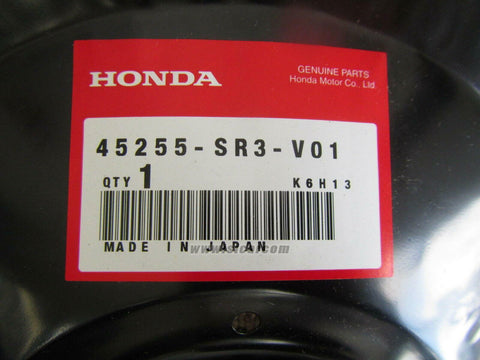 HONDA
GENUINE PARTS
Honda Motor Co., Ltd.
45255-SR3-V01
QTY 1 K6H13
MADE IN JAPAN